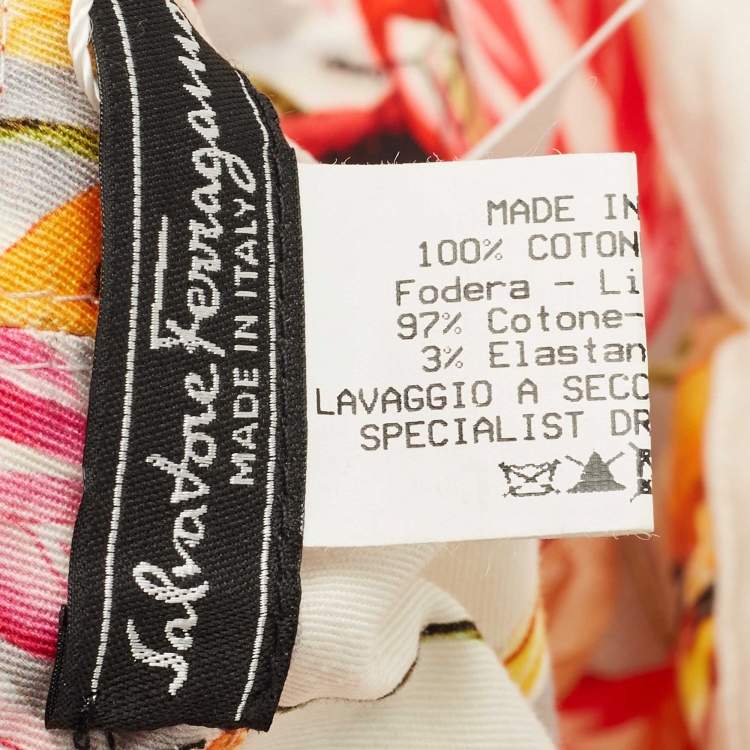 Salvatore Ferragamo
MADE IN ITALY
MADE IN
100% COTON
Fodera - Li
97% Cotone-
3% Elastan
LAVAGGIO A SECC
SPECIALIST DR